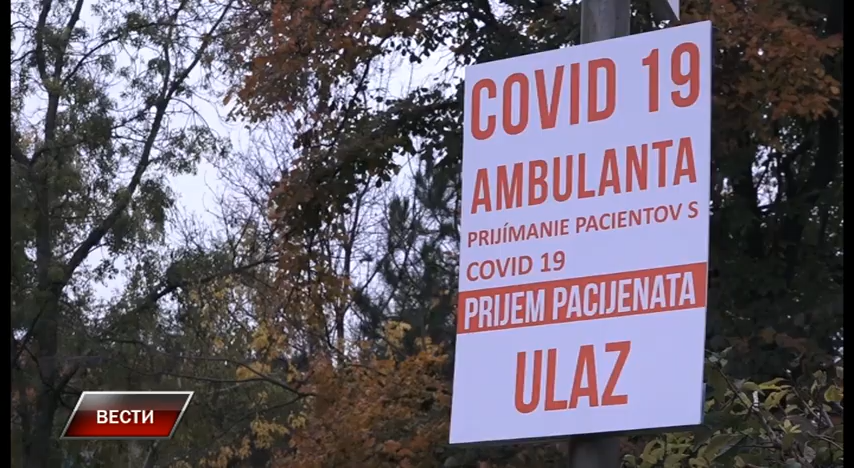 COVID 19
AMBULANTA
PRIJÍMANIE PACIENTOV S
COVID 19
PRIJEM PACIJENATA
ULAZ
ВЕСТИ